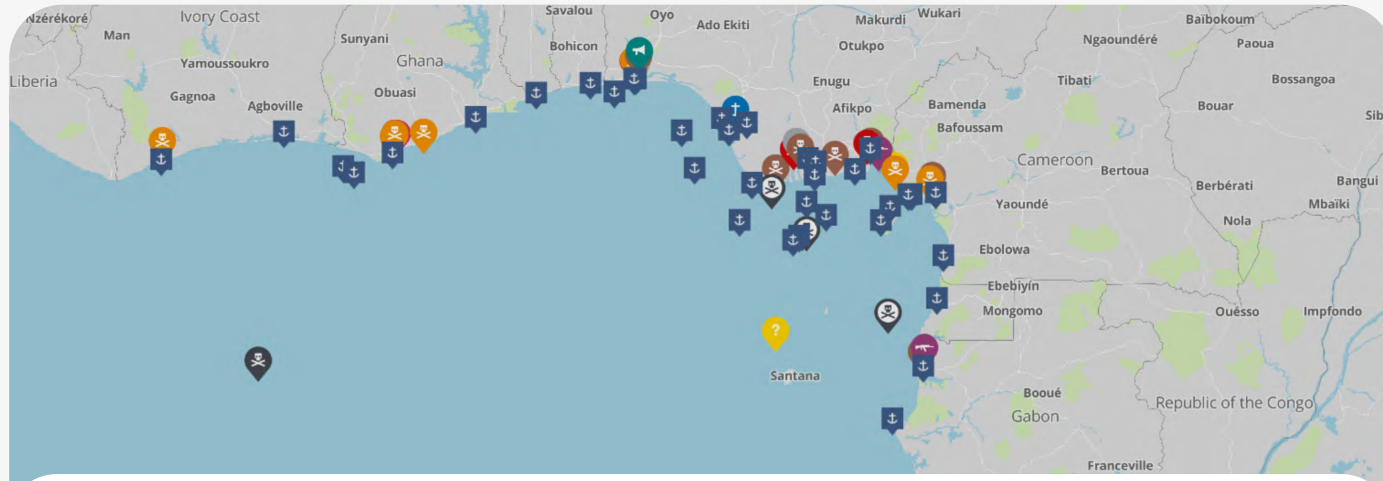 Nzérékoré
Ivory Coast
Savalou
Oyo
Ado Ekiti
Makurdi
Wukari
Baibokoum
Man
Sunyani
Bohicon
Otukpo
Ngaoundéré
Paoua
Liberia
Yamoussoukro
Ghana
Enugu
Tibati
Bossangoa
Gagnoa
Agboville
Obuasi
Afikpo
Bamenda
Bouar
Sib
Bafoussam
Cameroon
Bertoua
Berbérati
Bangui
Yaoundé
Mbaïki
Nola
Ebolowa
Ebebiyín
Mongomo
Ouésso
Impfondo
?
Santana
Booué
Gabon
Republic of the Congo
Franceville